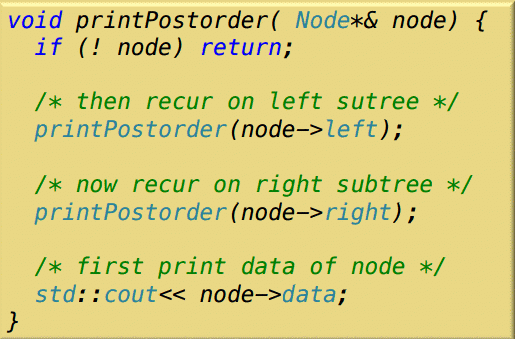 void printPostorder( Node*& node) {
if (! node) return;
/* then recur on left sutree */
printPostorder(node->left);
/* now recur on right subtree */
printPostorder(node->right);
/* first print data of node */
std::cout<< node->data;
}